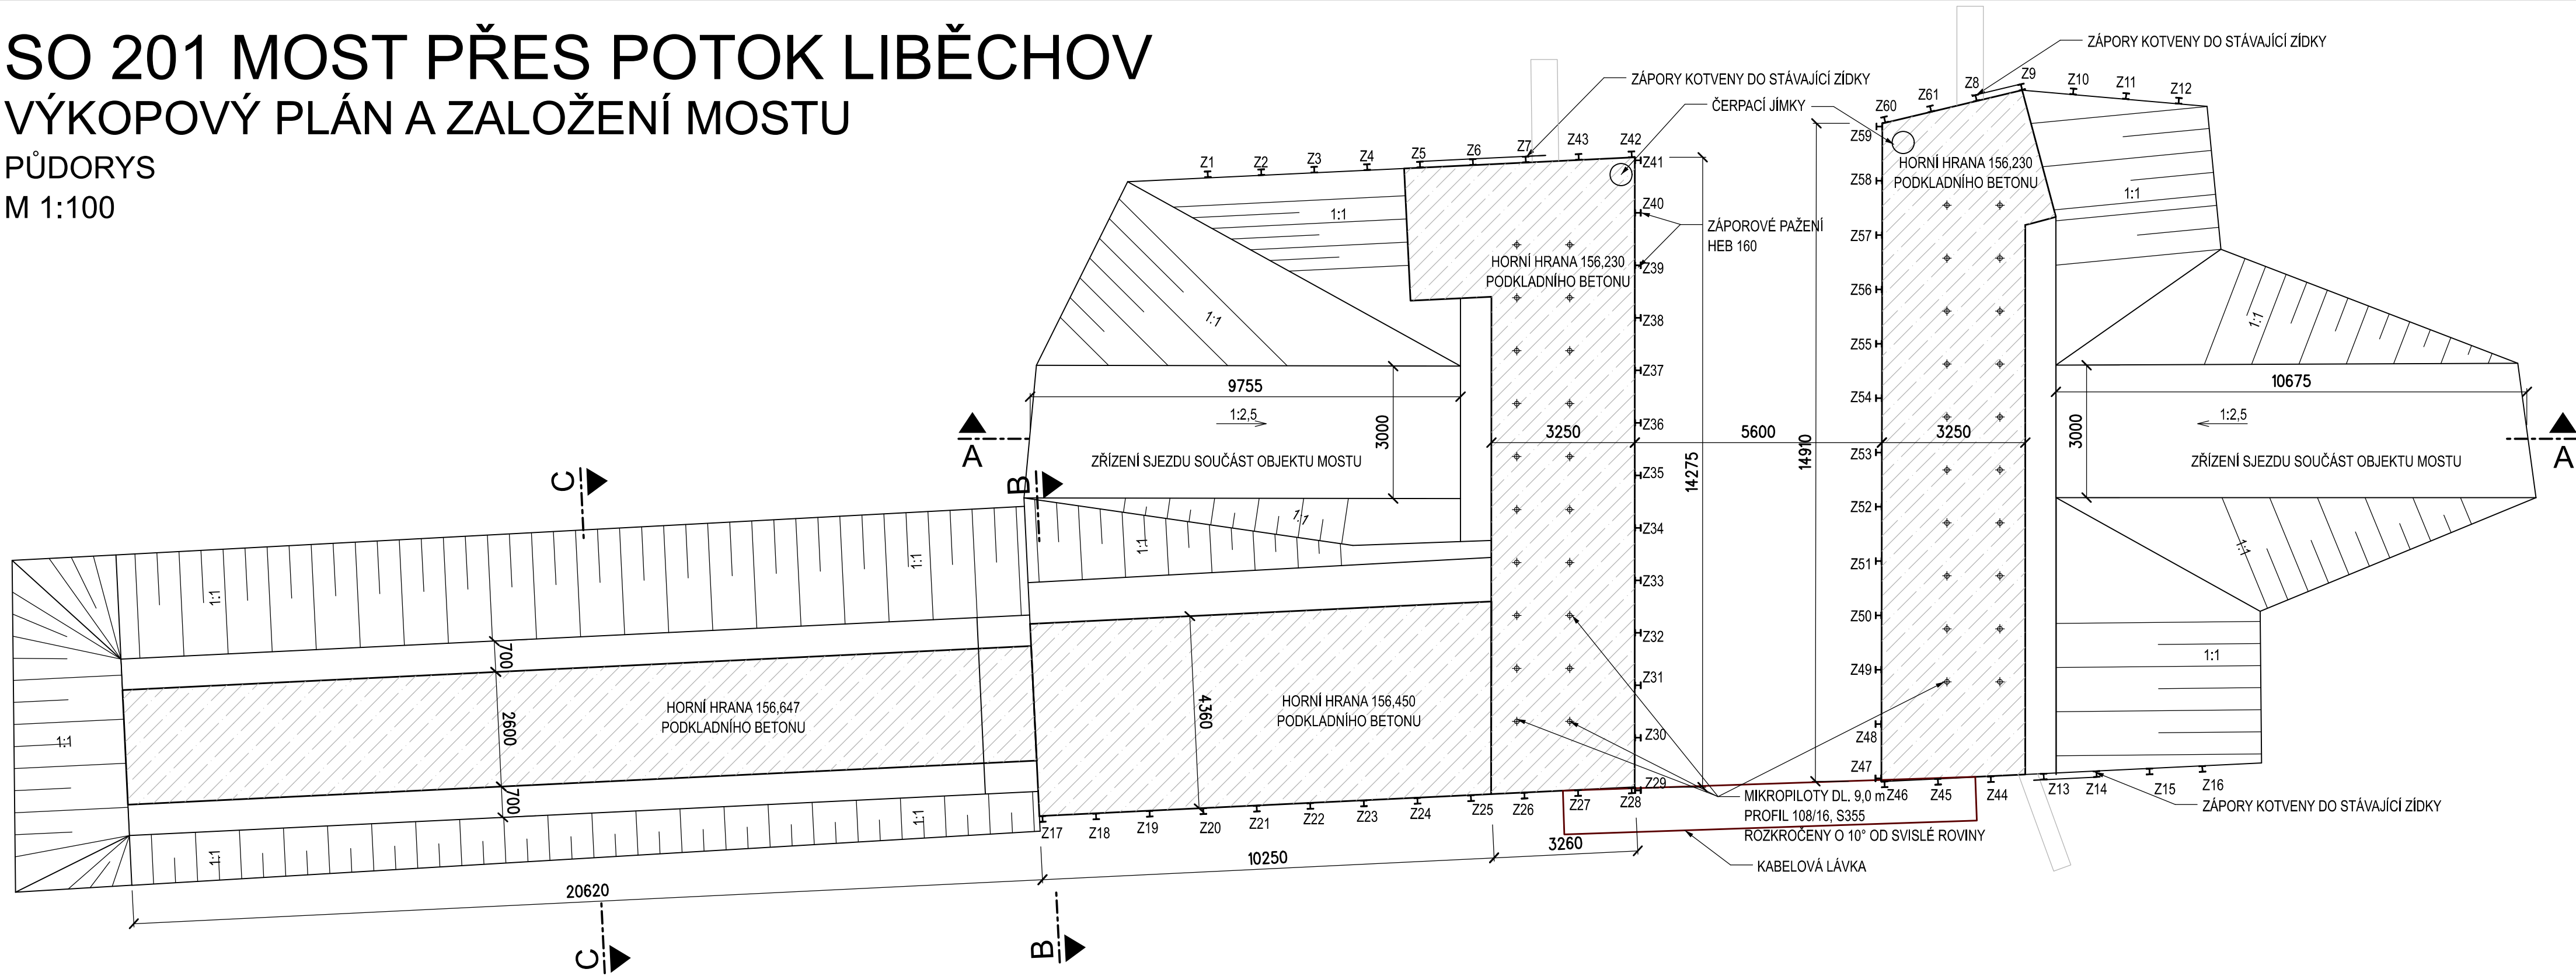 SO 201 MOST PŘES POTOK LIBĚCHOV
VÝKOPOVÝ PLÁN A ZALOŽENÍ MOSTU
PŮDORYS
M 1:100
ZÁPORY KOTVENY DO STÁVAJÍCÍ ZÍDKY
ZÁPORY KOTVENY DO STÁVAJÍCÍ ZÍDKY
ČERPACÍ JÍMKY
Z1
Z2
Z3
Z4
Z5
Z6
Z7
Z43
Z42
Z41
Z40
Z39
Z38
Z37
Z36
Z35
Z34
Z33
Z32
Z31
Z30
Z29
Z60
Z61
Z8
Z9
Z10
Z11
Z12
Z59
Z58
Z57
Z56
Z55
Z54
Z53
Z52
Z51
Z50
Z49
Z48
Z47
ZÁPOROVÉ PAŽENÍ
HEB 160
HORNÍ HRANA 156,230
PODKLADNÍHO BETONU
HORNÍ HRANA 156,230
PODKLADNÍHO BETONU
1:1
1:1
1:1
1:1
9755
1:2,5
3000
ZŘÍZENÍ SJEZDU SOUČÁST OBJEKTU MOSTU
3250
5600
3250
14275
14910
10675
1:2,5
3000
ZŘÍZENÍ SJEZDU SOUČÁST OBJEKTU MOSTU
A
A
B
C
1:1
1:1
1:1
1:1
1:1
1:1
700
2600
700
HORNÍ HRANA 156,647
PODKLADNÍHO BETONU
4360
HORNÍ HRANA 156,450
PODKLADNÍHO BETONU
1:1
1:1
1:1
Z17
Z18
Z19
Z20
Z21
Z22
Z23
Z24
Z25
Z26
Z27
Z28
Z46
Z45
Z44
Z13
Z14
Z15
Z16
MIKROPILOTY DL. 9,0 m
PROFIL 108/16, S355
ROZKROČENY O 10° OD SVISLÉ ROVINY
KABELOVÁ LÁVKA
ZÁPORY KOTVENY DO STÁVAJÍCÍ ZÍDKY
3260
10250
20620
C
B